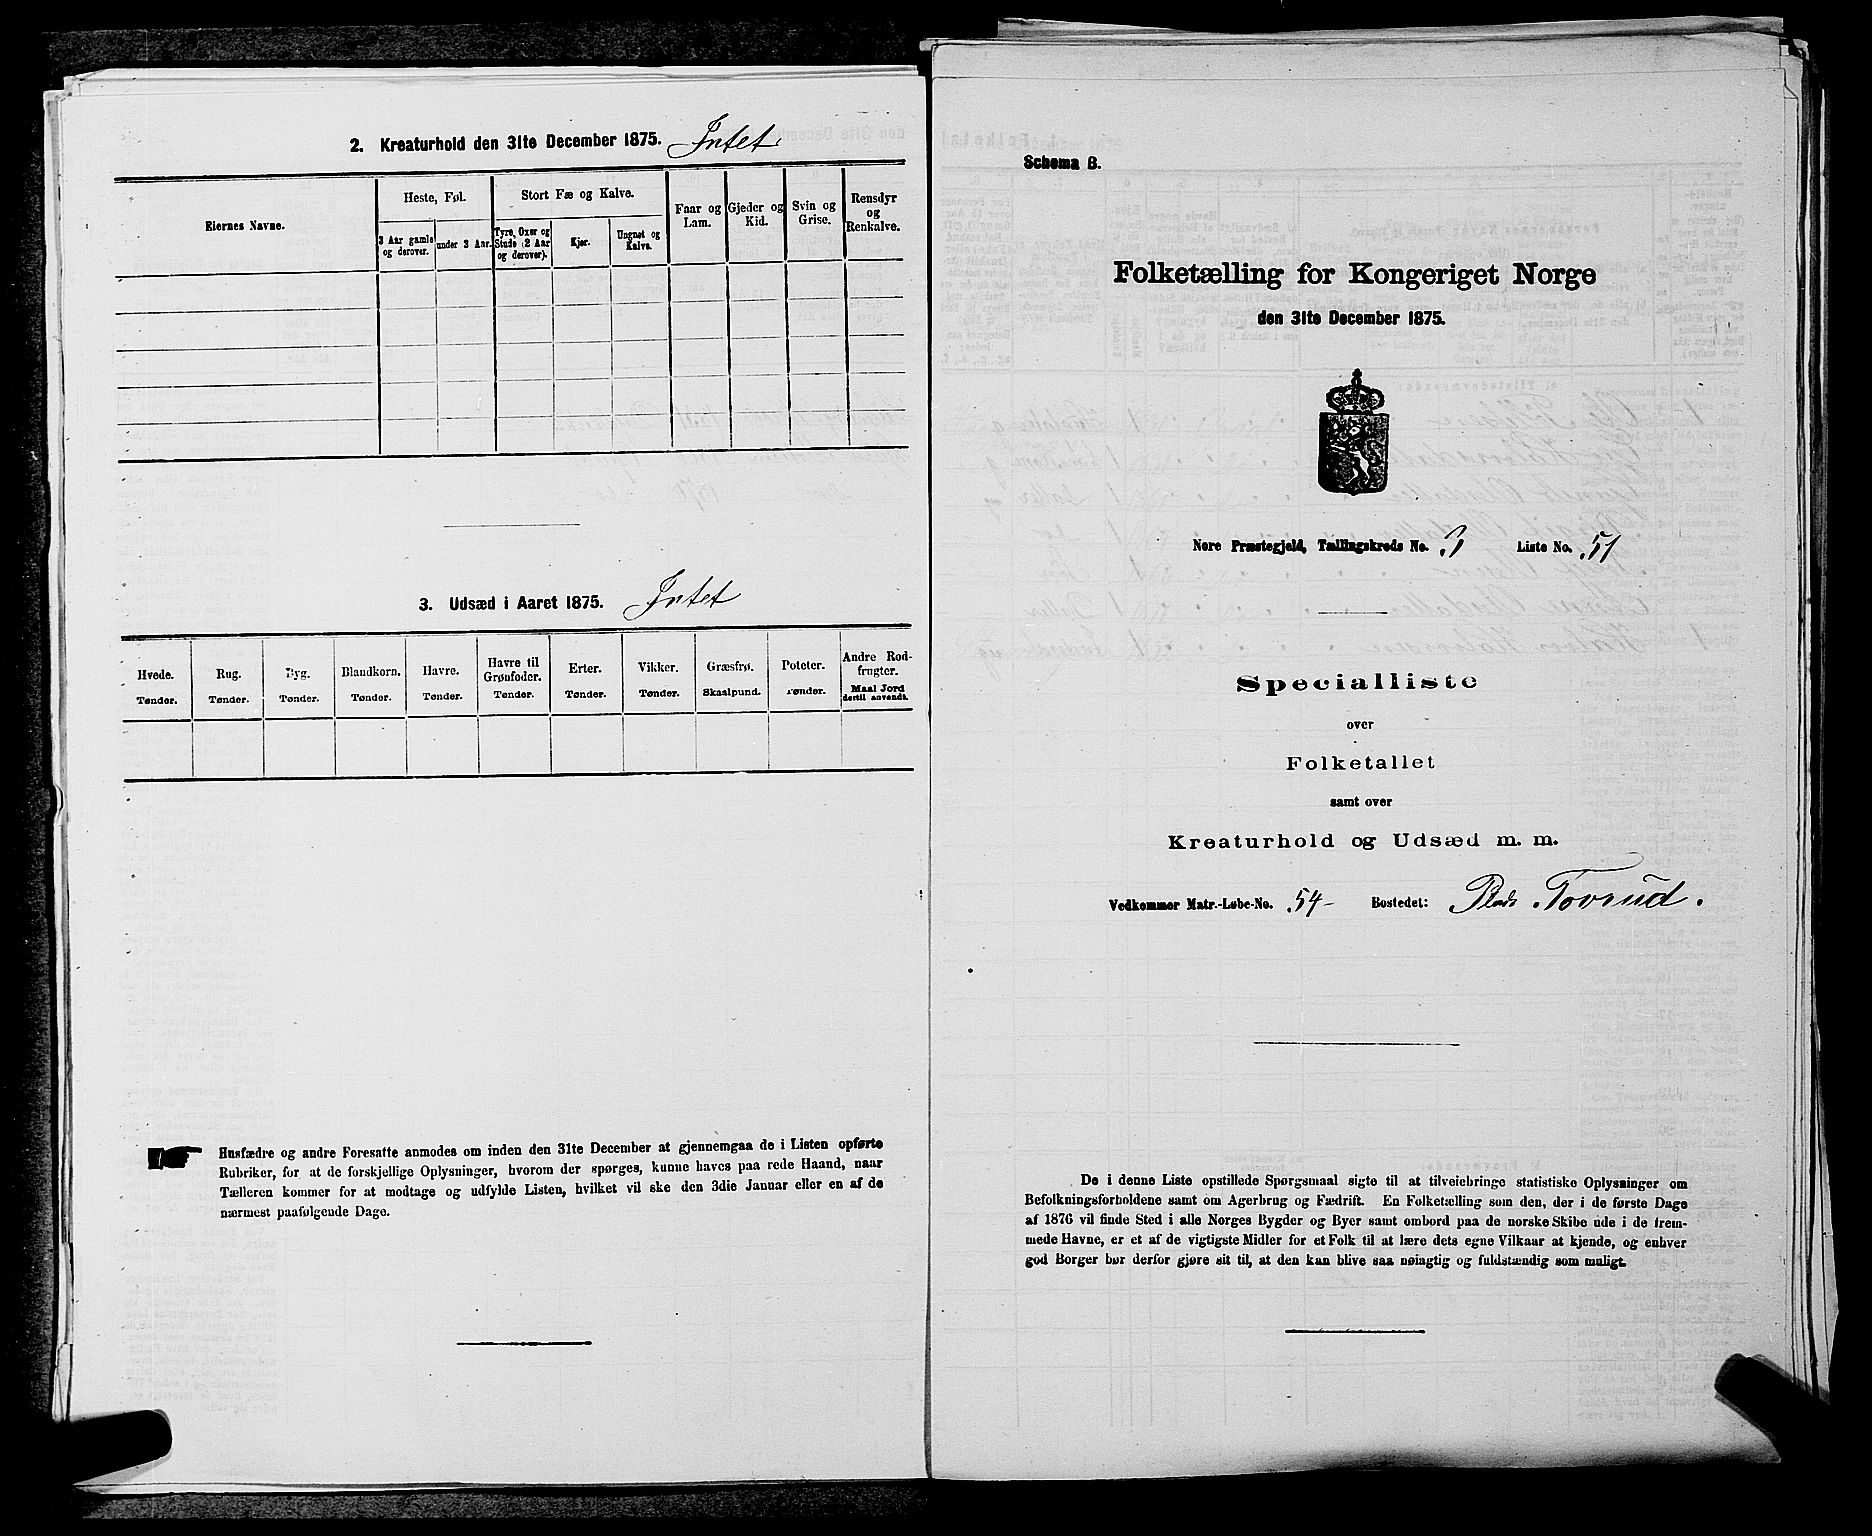 2. Kreaturhold den 31te December 1875. Intet
Eiernes Navne.
Heste, Føl.
Stort Fæ og Kalve.
Faar og Lam.
Gjeder og Kid.
Svin og Grise.
Rensdyr og Renkalve.
3 Aar gamle og derover.
under 3 Aar.
Tyre, Oxer og Stude (2 Aar og derover).
Kjør.
Ungnøt og Kalve.
3. Udsæd i Aaret 1875. Intet
Hvede. Rug. Byg. Blandkorn. Havre. Havre til Grønfoder. Erter. Vikker. Græsfrø. Poteter. Andre Rodfrugter.
Tønder. Tønder. Tønder. Tønder. Tønder. Tønder. Tønder. Tønder. Skaalpund. Tønder. Maal Jord dertil anvendt.
Husfædre og andre Foresatte anmodes om inden den 31te December at gjennemgaa de i Listen opførte
Rubriker, for at de forskjellige Oplysninger, hvorom der spørges, kunne haves paa rede Haand, naar
Tælleren kommer for at modtage og udfylde Listen, hvilket vil ske den 3die Januar eller en af de
nærmest paafølgende Dage.
Schema B.
Folketælling for Kongeriget Norge
den 31te December 1875.
Nore Præstegjeld, Tællingskreds No. 3 Liste No. 51
Specialliste
over
Folketallet
samt over
Kreaturhold og Udsæd m. m.
Vedkommer Matr.-Løbe-No. 54- Bostedet: Plads Tovrud.
De i denne Liste opstillede Spørgsmaal sigte til at tilveiebringe statistiske Oplysninger om
Befolkningsforholdene samt om Agerbrug og Fædrift. En Folketælling som den, der i de første Dage
af 1876 vil finde Sted i alle Norges Bygder og Byer samt ombord paa de norske Skibe ude i de frem-
mede Havne, er et af de vigtigste Midler for et Folk til at lære dets egne Vilkaar at kjende, og enhver
god Borger bør derfor gjøre sit til, at den kan blive saa nøiagtig og fuldstændig som muligt.